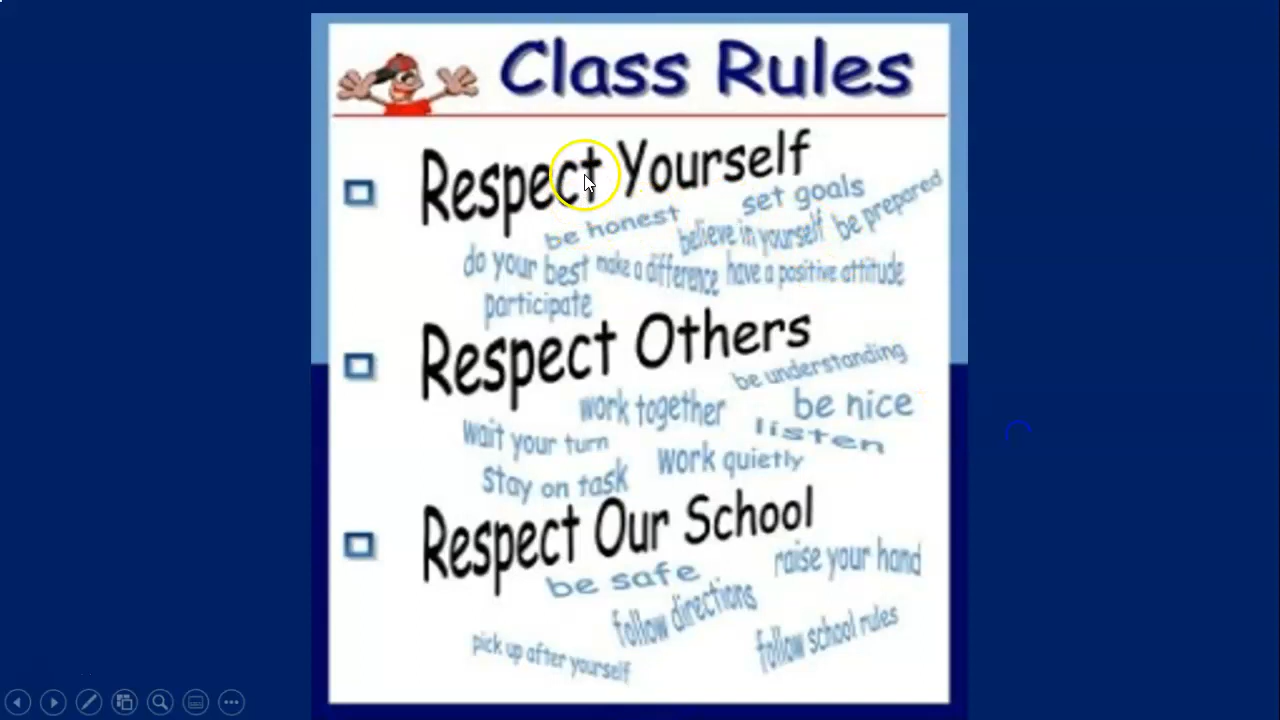 Class Rules
Respect Yourself
set goals
be prepared
be honest
believe in yourself
do your best
make a difference
have a positive attitude
participate
Respect Others
be understanding
work together
be nice
wait your turn
listen
work quietly
stay on task
Respect Our School
raise your hand
be safe
follow directions
follow school rules
pick up after yourself